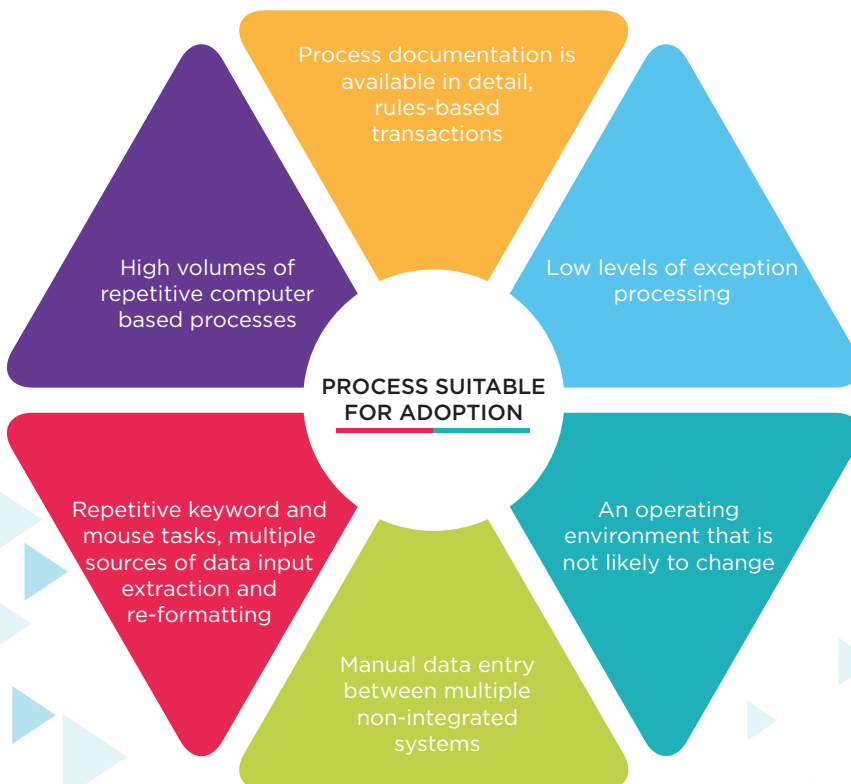 Process documentation is
available in detail,
rules-based
transactions
Low levels of exception
processing
An operating
environment that is
not likely to change
Manual data entry
between multiple
non-integrated
systems
Repetitive keyword and
mouse tasks, multiple
sources of data input
extraction and
re-formatting
High volumes of
repetitive computer
based processes
PROCESS SUITABLE
FOR ADOPTION